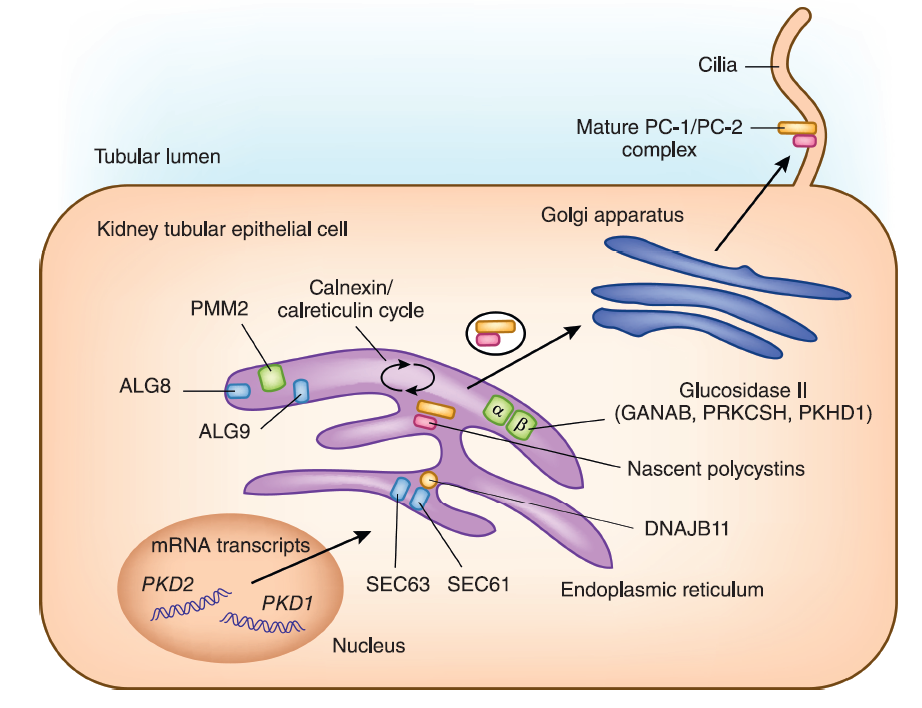 Cilia
Mature PC-1/PC-2
complex
Tubular lumen
Golgi apparatus
Kidney tubular epithelial cell
Calnexin/
calreticulin cycle
PMM2
ALG8
ALG9
Glucosidase II
(GANAB, PRKCSH, PKHD1)
α
β
Nascent polycystins
DNAJB11
mRNA transcripts
PKD2
PKD1
SEC63
SEC61
Endoplasmic reticulum
Nucleus